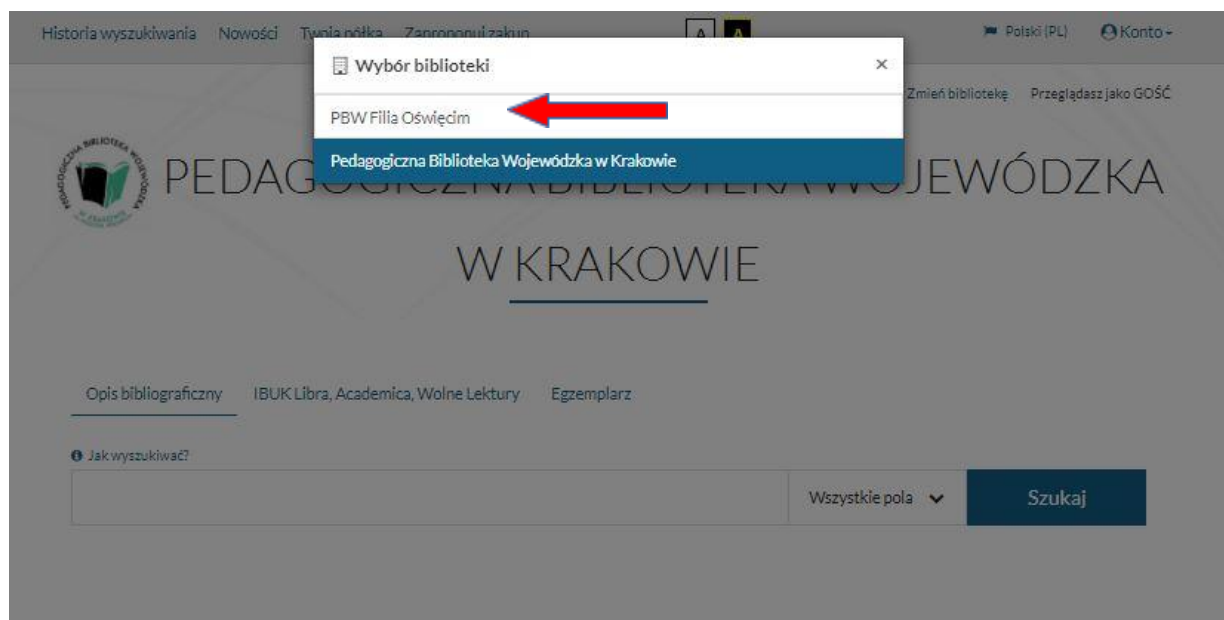 Historia wyszukiwania Nowości Twoja półka Zaproponuj zakup A A Polski (PL) Konto
Wybór biblioteki ×
Zmień bibliotekę Przeglądasz jako GOŚĆ
PBW Filia Oświęcim
Pedagogiczna Biblioteka Wojewódzka w Krakowie
PEDAGOGICZNA BIBLIOTEKA WOJEWÓDZKA
W KRAKOWIE
Opis bibliograficzny IBUK Libra, Academica, Wolne Lektury Egzemplarz
Jak wyszukiwać?
Wszystkie pola Szukaj